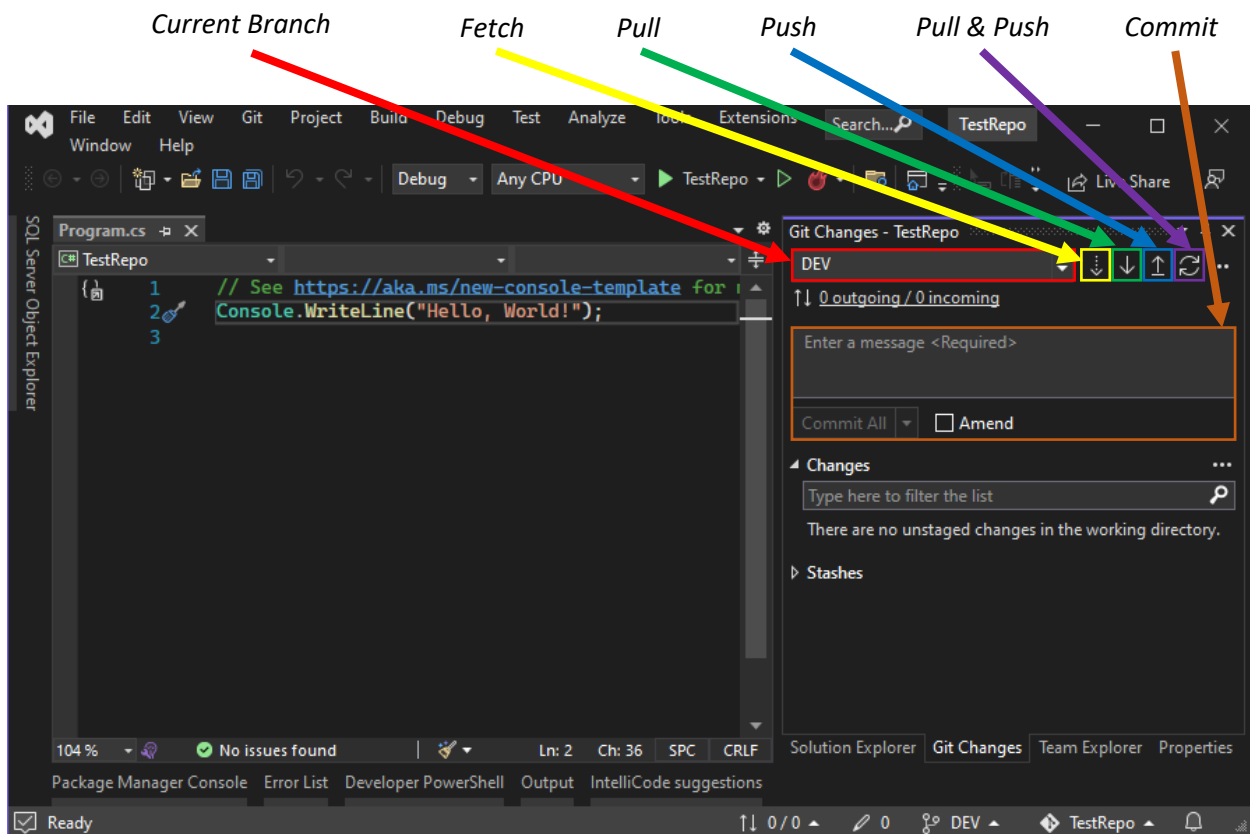 Current Branch Fetch Pull Push Pull & Push Commit
File Edit View Git Project Build Debug Test Analyze Tools Extensions Search... TestRepo
Window Help
Debug Any CPU TestRepo Live Share
SQL Server Object Explorer
Program.cs
Git Changes - TestRepo
C# TestRepo
DEV
0 outgoing / 0 incoming
1 // See https://aka.ms/new-console-template for
2 Console.WriteLine("Hello, World!");
3
Enter a message <Required>
Commit All Amend
Changes
Type here to filter the list
There are no unstaged changes in the working directory.
Stashes
104 % No issues found Ln: 2 Ch: 36 SPC CRLF
Solution Explorer Git Changes Team Explorer Properties
Package Manager Console Error List Developer PowerShell Output IntelliCode suggestions
Ready 0 / 0 0 DEV TestRepo